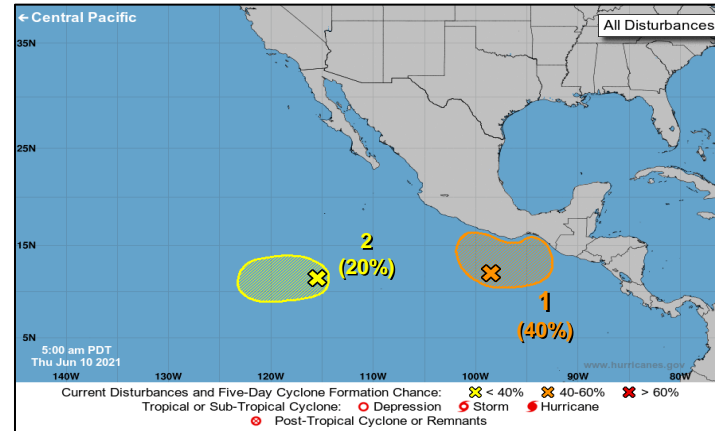 ← Central Pacific
All Disturbances
35N
25N
2
(20%)
15N
1
(40%)
5N
5:00 am PDT
Thu Jun 10 2021
www.hurricanes.gov
140W 130W 120W 110W 100W 90W 80W
Current Disturbances and Five-Day Cyclone Formation Chance: < 40% 40-60% > 60%
Tropical or Sub-Tropical Cyclone: Depression Storm Hurricane
Post-Tropical Cyclone or Remnants